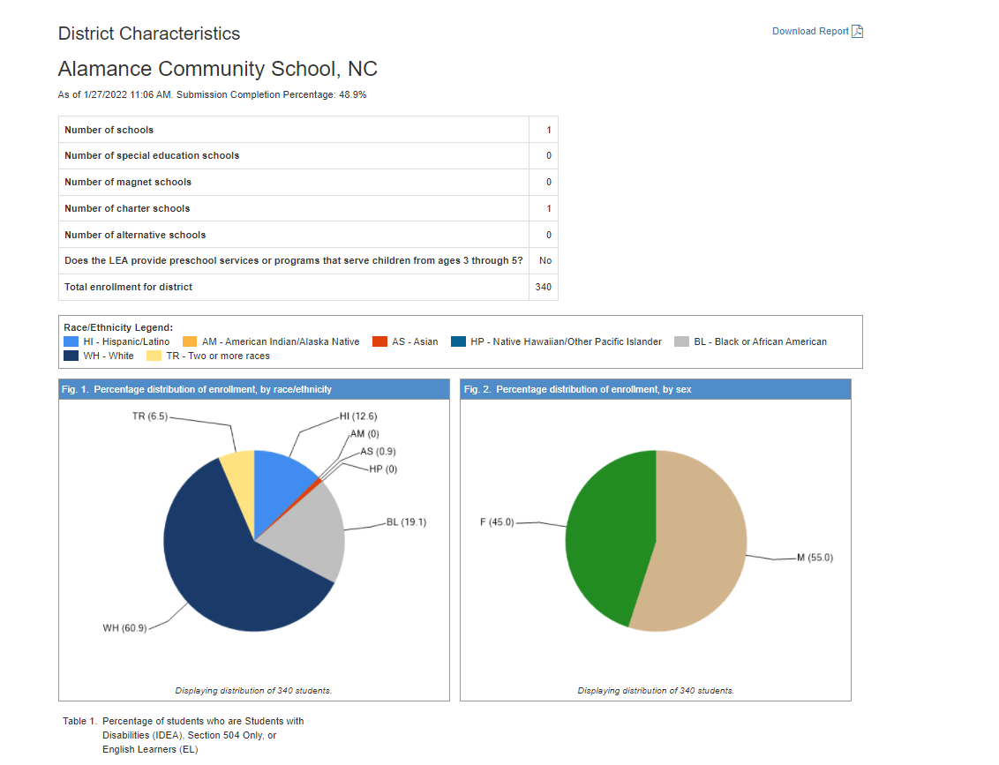 District Characteristics
Download Report
Alamance Community School, NC
As of 1/27/2022 11:06 AM. Submission Completion Percentage: 48.9%
Number of schools 1
Number of special education schools 0
Number of magnet schools 0
Number of charter schools 1
Number of alternative schools 0
Does the LEA provide preschool services or programs that serve children from ages 3 through 5? No
Total enrollment for district 340
Race/Ethnicity Legend:
HI - Hispanic/Latino AM - American Indian/Alaska Native AS - Asian HP - Native Hawaiian/Other Pacific Islander BL - Black or African American
WH - White TR - Two or more races
Fig. 1. Percentage distribution of enrollment, by race/ethnicity
TR (6.5)
HI (12.6)
AM (0)
AS (0.9)
HP (0)
BL (19.1)
WH (60.9)
Displaying distribution of 340 students.
Fig. 2. Percentage distribution of enrollment, by sex
F (45.0)
M (55.0)
Displaying distribution of 340 students.
Table 1. Percentage of students who are Students with
Disabilities (IDEA), Section 504 Only, or
English Learners (EL)